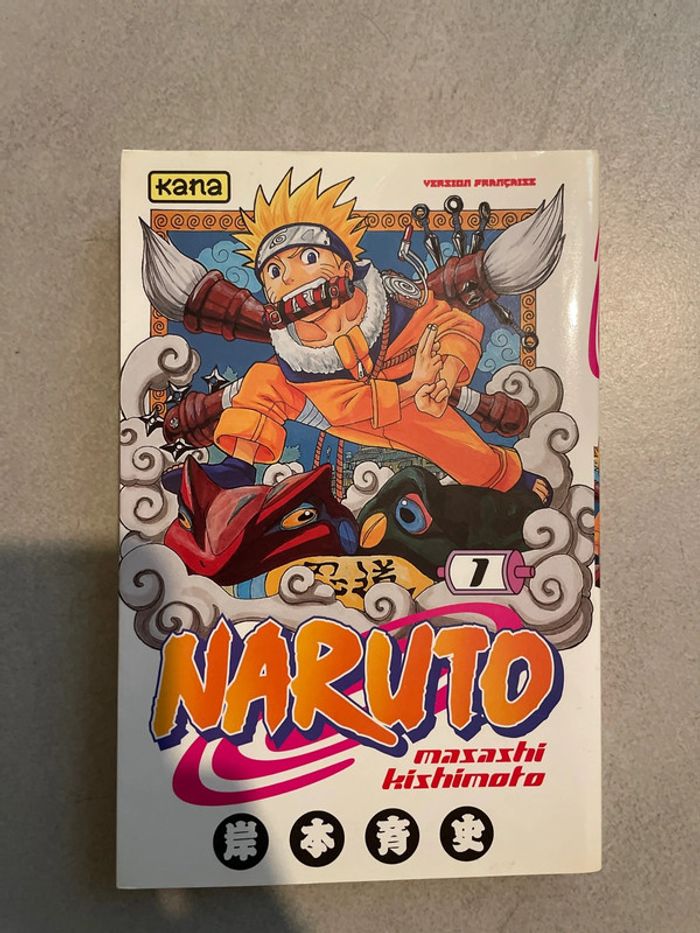 Kana
VERSION FRANÇAISE
1
NARUTO
masashi
kishimoto
岸本斉史